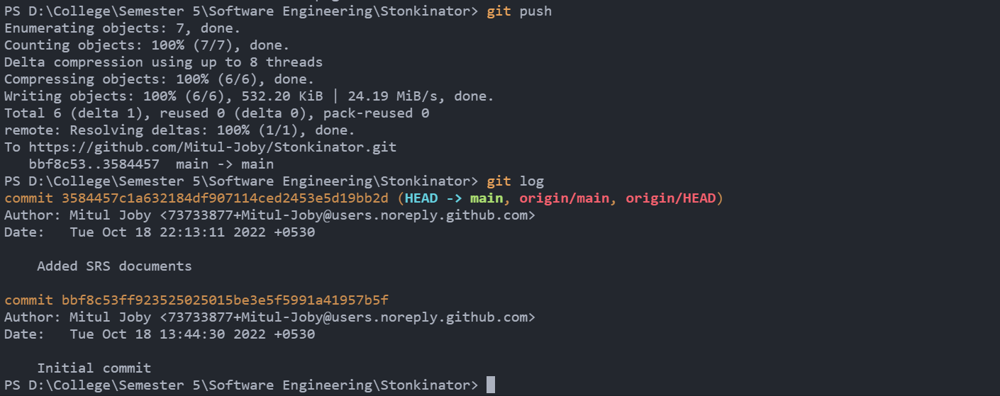 PS D:\College\Semester 5\Software Engineering\Stonkinator> git push
Enumerating objects: 7, done.
Counting objects: 100% (7/7), done.
Delta compression using up to 8 threads
Compressing objects: 100% (6/6), done.
Writing objects: 100% (6/6), 532.20 KiB | 24.19 MiB/s, done.
Total 6 (delta 1), reused 0 (delta 0), pack-reused 0
remote: Resolving deltas: 100% (1/1), done.
To https://github.com/Mitul-Joby/Stonkinator.git
   bbf8c53..3584457  main -> main
PS D:\College\Semester 5\Software Engineering\Stonkinator> git log
commit 3584457c1a632184df907114ced2453e5d19bb2d (HEAD -> main, origin/main, origin/HEAD)
Author: Mitul Joby <73733877+Mitul-Joby@users.noreply.github.com>
Date:   Tue Oct 18 22:13:11 2022 +0530
    Added SRS documents
commit bbf8c53ff923525025015be3e5f5991a41957b5f
Author: Mitul Joby <73733877+Mitul-Joby@users.noreply.github.com>
Date:   Tue Oct 18 13:44:30 2022 +0530
    Initial commit
PS D:\College\Semester 5\Software Engineering\Stonkinator>